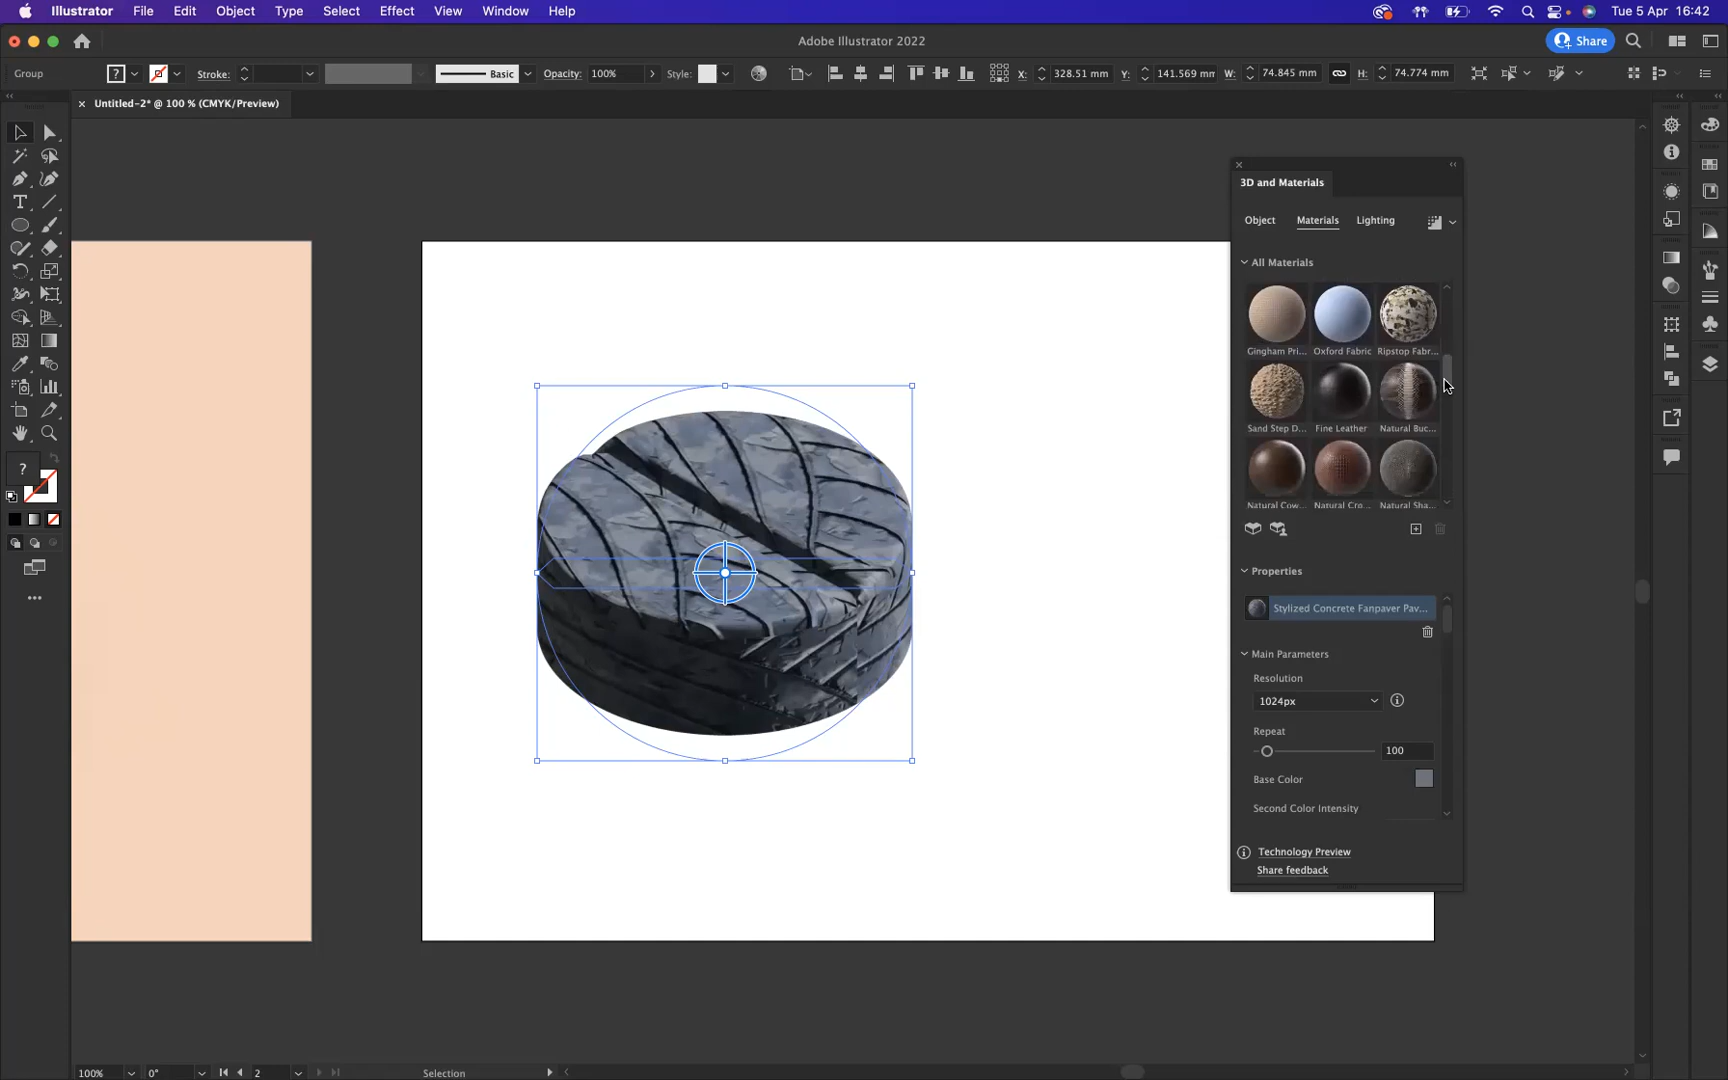 Illustrator File Edit Object Type Select Effect View Window Help Tue 5 Apr 16:42
Adobe Illustrator 2022 Share
Group ? Stroke: Basic Opacity: 100% Style: X: 328.51 mm Y: 141.569 mm W: 74.845 mm H: 74.774 mm
Untitled-2* @ 100 % (CMYK/Preview)
3D and Materials
Object Materials Lighting
All Materials
Gingham Pri... Oxford Fabric Ripstop Fabr...
Sand Step D... Fine Leather Natural Buc...
Natural Cow... Natural Cro... Natural Sha...
?
Properties
Stylized Concrete Fanpaver Pav...
Main Parameters
Resolution
1024px
Repeat
100
Base Color
Second Color Intensity
Technology Preview
Share feedback
100% 0° 2 Selection